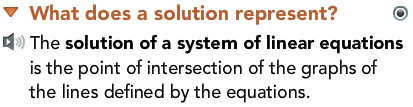 What does a solution represent?
The solution of a system of linear equations
is the point of intersection of the graphs of
the lines defined by the equations.